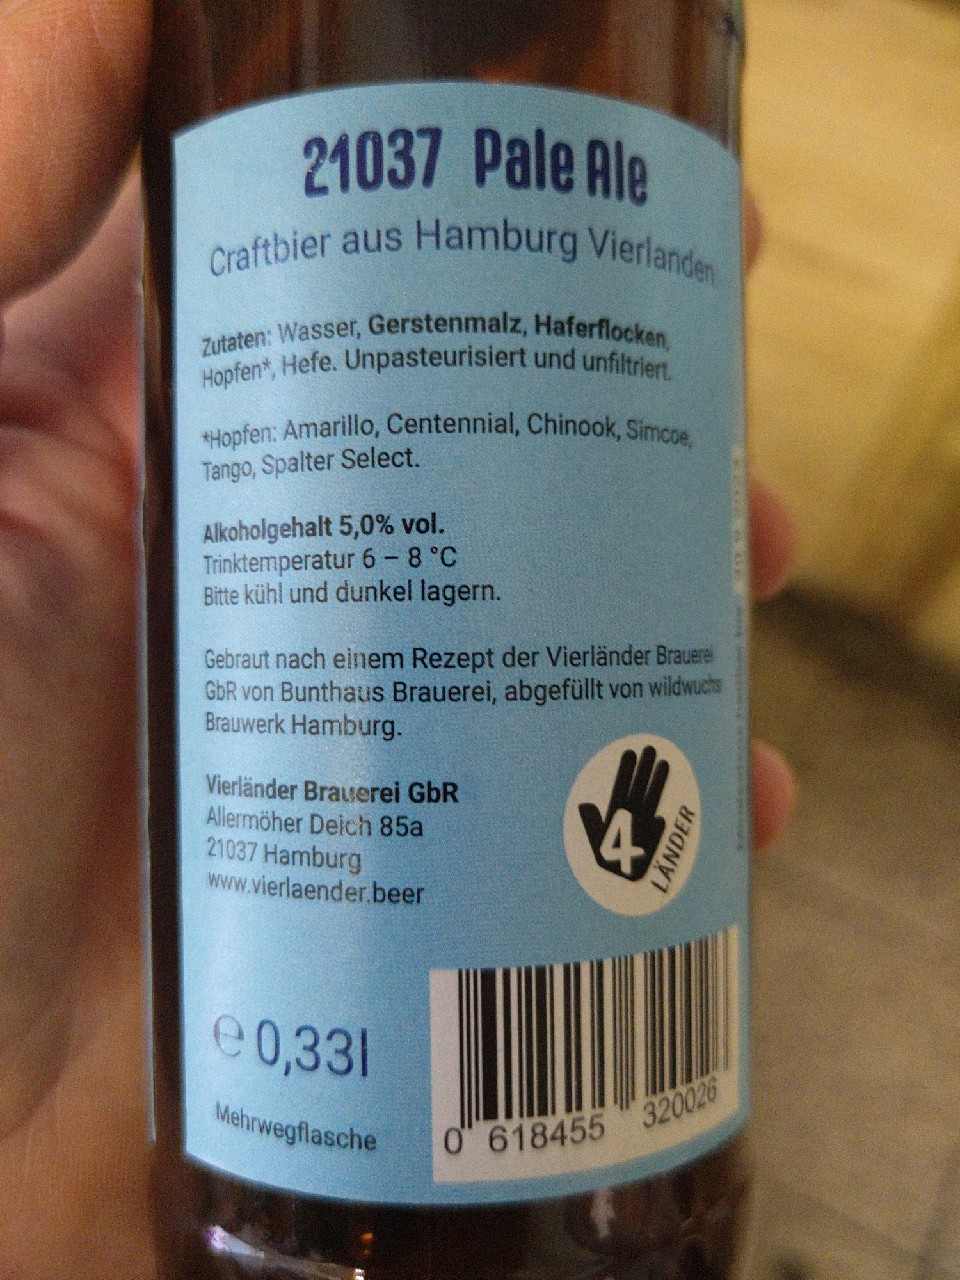 21037 Pale Ale
Craftbier aus Hamburg Vierlanden
Zutaten: Wasser, Gerstenmalz, Haferflocken,
Hopfen*, Hefe. Unpasteurisiert und unfiltriert.
*Hopfen: Amarillo, Centennial, Chinook, Simcoe,
Tango, Spalter Select.
Alkoholgehalt 5,0% vol.
Trinktemperatur 6 – 8 °C
Bitte kühl und dunkel lagern.
Gebraut nach einem Rezept der Vierländer Brauerei
GbR von Bunthaus Brauerei, abgefüllt von wildwuchs
Brauwerk Hamburg.
Vierländer Brauerei GbR
Allermöher Deich 85a
21037 Hamburg
www.vierlaender.beer
4
LÄNDER
℮ 0,33l
Mehrwegflasche
0 618455 320026